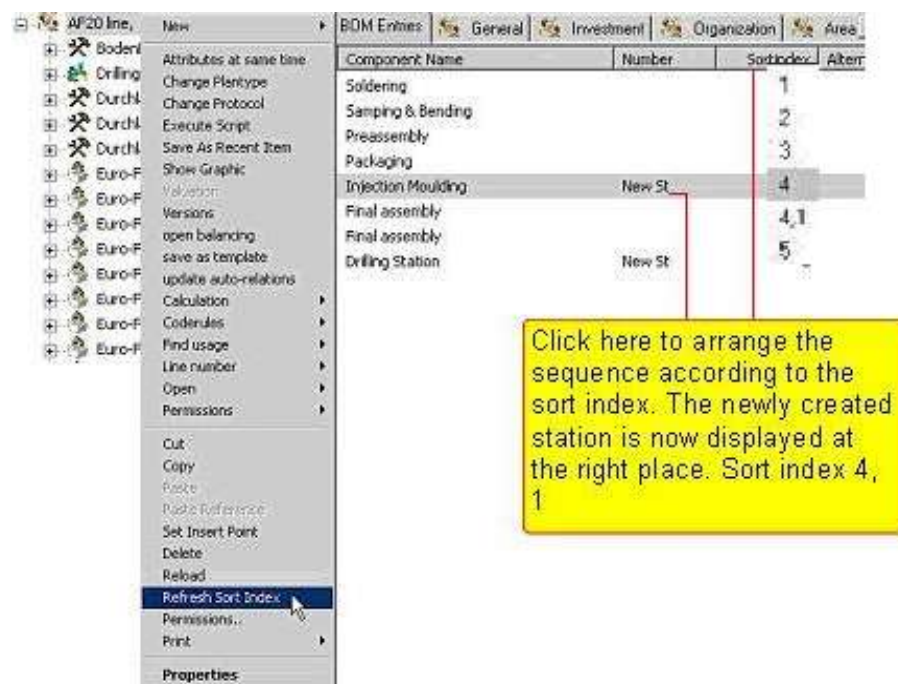 AP20 line,
Bodenl
Drilling
Durchl
Durchl
Durchl
Euro-F
Euro-F
Euro-F
Euro-F
Euro-F
Euro-F
Euro-F
Euro-F
New
Attributes at same time
Change Plantype
Change Protocol
Execute Script
Save As Recent Item
Show Graphic
Valuation
Versions
open balancing
save as template
update auto-relations
Calculation
Coderules
Find usage
Line number
Open
Permissions
Cut
Copy
Paste
Paste Reference
Set Insert Point
Delete
Reload
Refresh Sort Index
Permissions..
Print
Properties
BOM Entries General Investment Organization Area
Component Name Number SortIndex Altern
Soldering 1
Samping & Bending 2
Preassembly 3
Packaging
Injection Moulding New St 4
Final assembly 4,1
Final assembly 5
Drilling Station New St
Click here to arrange the
sequence according to the
sort index. The newly created
station is now displayed at
the right place. Sort index 4,
1